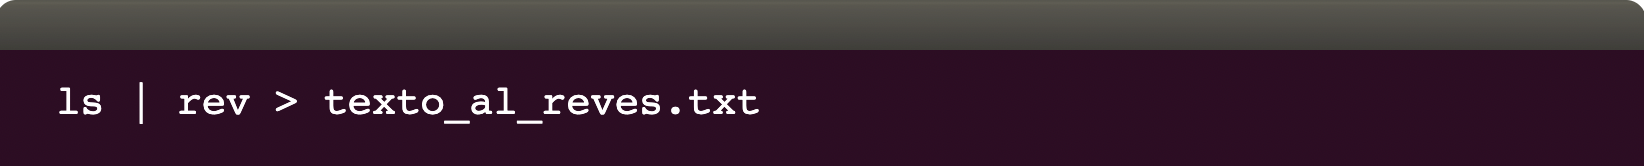 ls | rev > texto_al_reves.txt